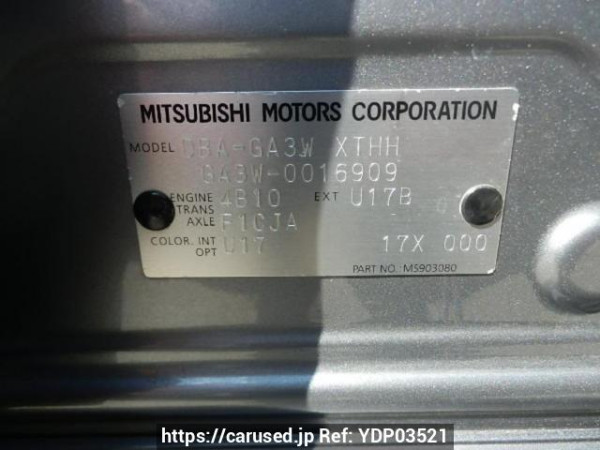 MITSUBISHI MOTORS CORPORATION
MODEL DBA-GA3W XTHH
GA3W-0016909
ENGINE 4B10 EXT U17B
TRANS AXLE F1CJA
COLOR. INT OPT U17 17X 000
PART NO.: M5903080
https://carused.jp Ref: YDP03521